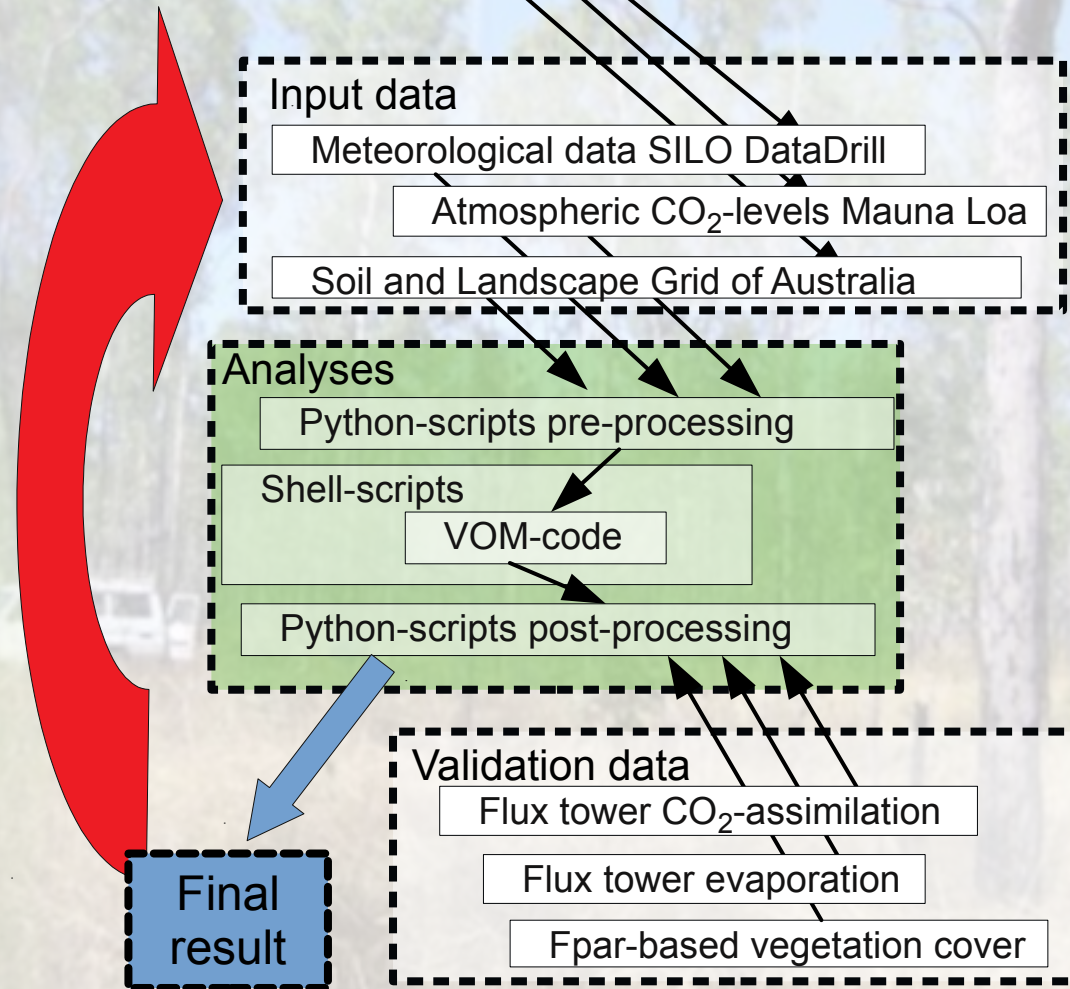 Input data
Meteorological data SILO DataDrill
Atmospheric CO₂-levels Mauna Loa
Soil and Landscape Grid of Australia
Analyses
Python-scripts pre-processing
Shell-scripts
VOM-code
Python-scripts post-processing
Validation data
Flux tower CO₂-assimilation
Flux tower evaporation
Fpar-based vegetation cover
Final
result